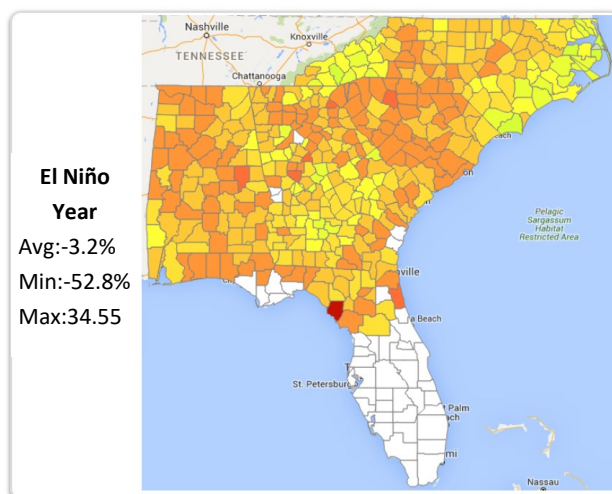 El Niño
Year
Avg:-3.2%
Min:-52.8%
Max:34.55
Nashville
Knoxville
TENNESSEE
Chattanooga
Pelagic
Sargassum
Habitat
Restricted Area
ville
a Beach
St. Petersburg
Palm
ach
mi
Nassau